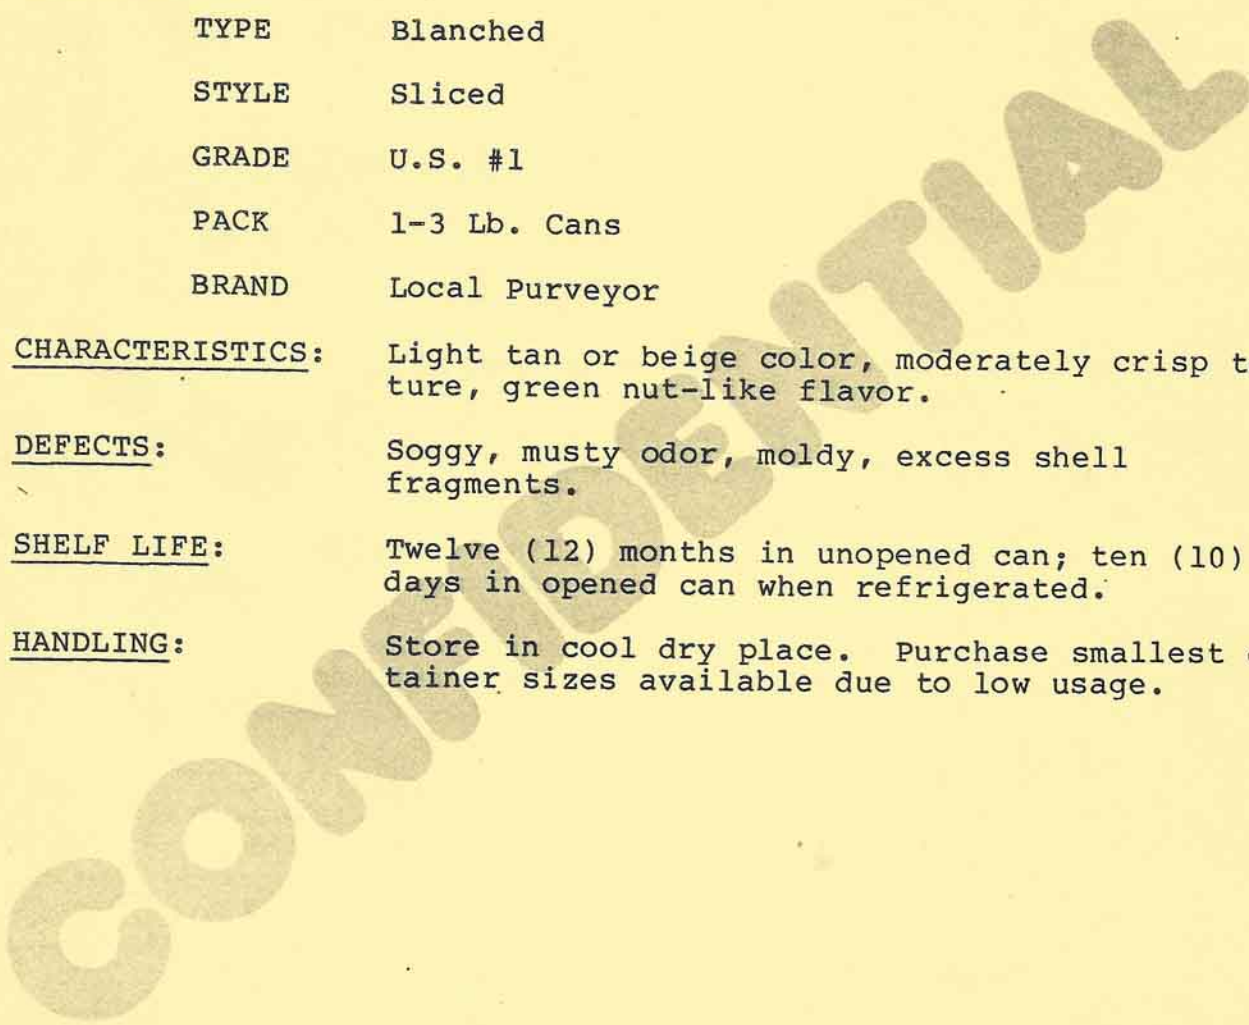 TYPE Blanched
STYLE Sliced
GRADE U.S. #1
PACK 1-3 Lb. Cans
BRAND Local Purveyor
CHARACTERISTICS: Light tan or beige color, moderately crisp t
ture, green nut-like flavor.
DEFECTS: Soggy, musty odor, moldy, excess shell
fragments.
SHELF LIFE: Twelve (12) months in unopened can; ten (10)
days in opened can when refrigerated.
HANDLING: Store in cool dry place. Purchase smallest
tainer sizes available due to low usage.
CONFIDENTIAL